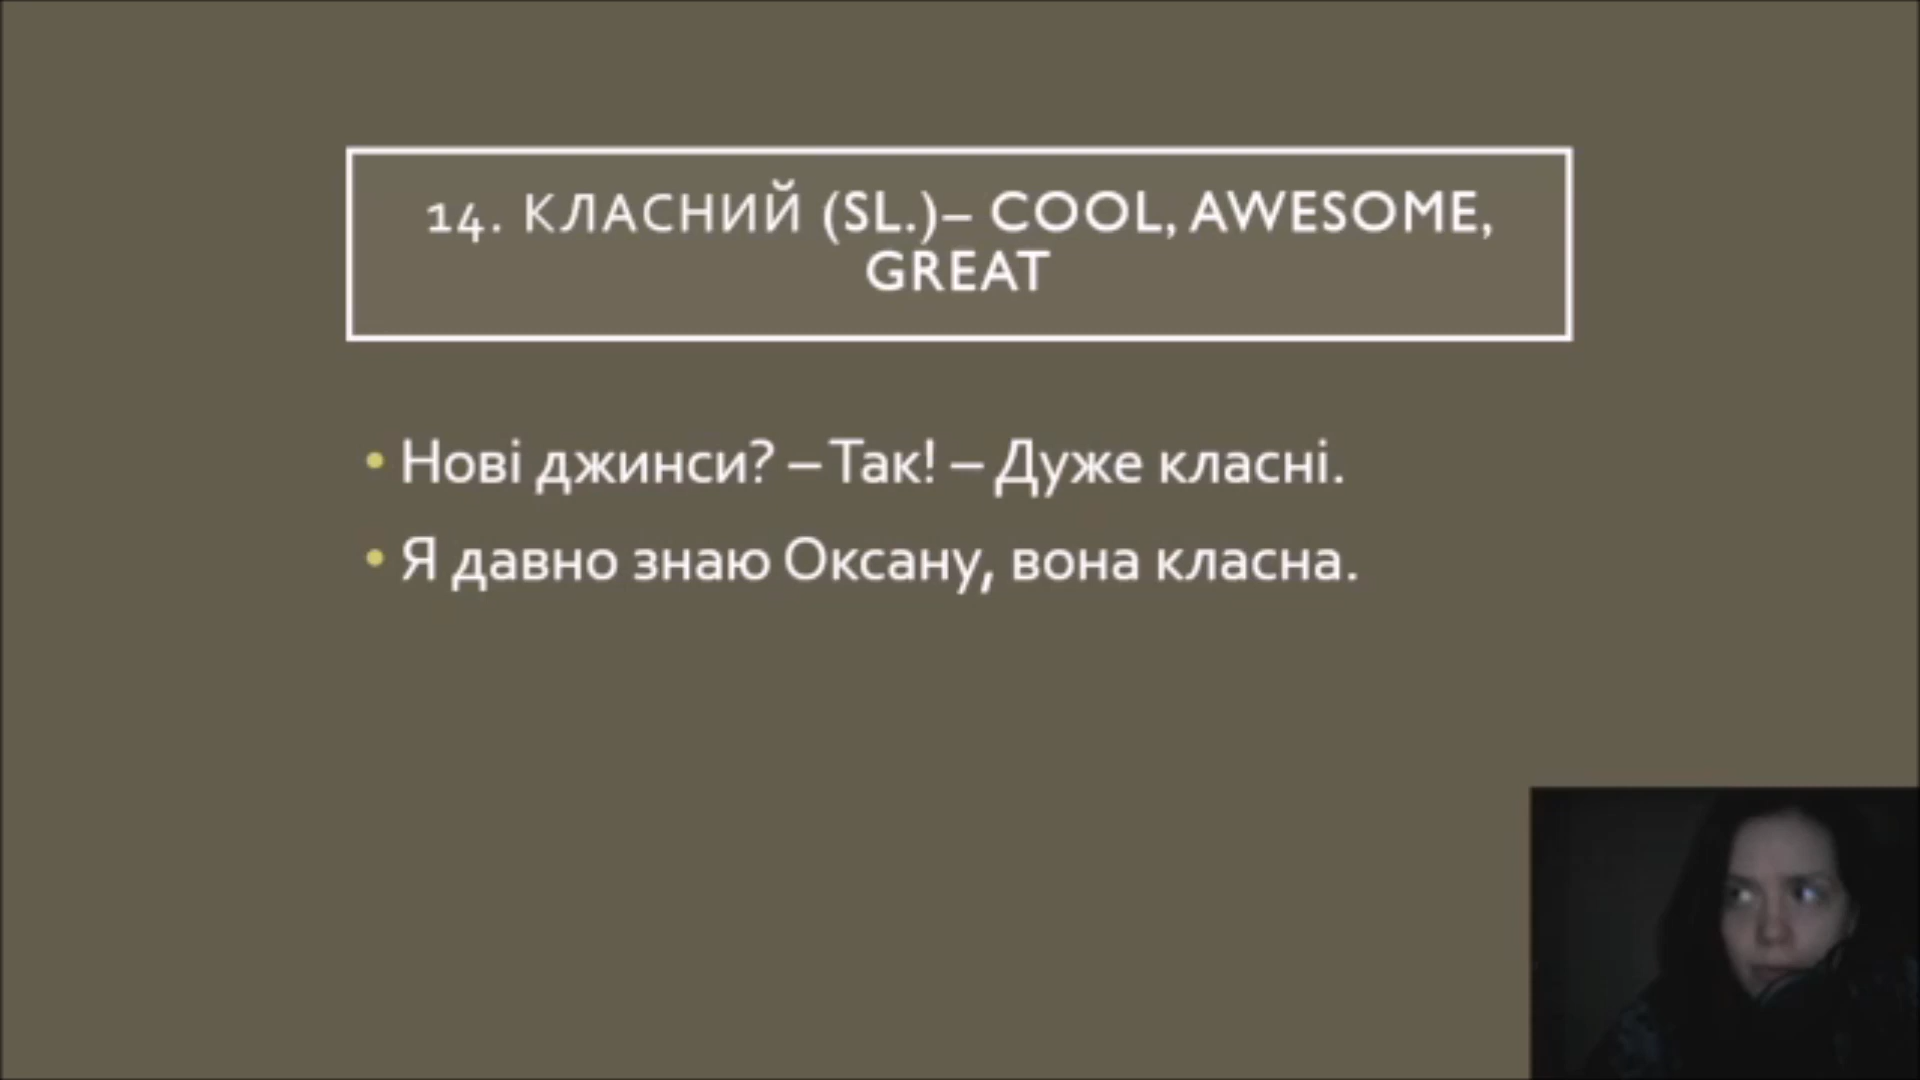 14. КЛАСНИЙ (SL.)– COOL, AWESOME,
GREAT
• Нові джинси? – Так! – Дуже класні.
• Я давно знаю Оксану, вона класна.